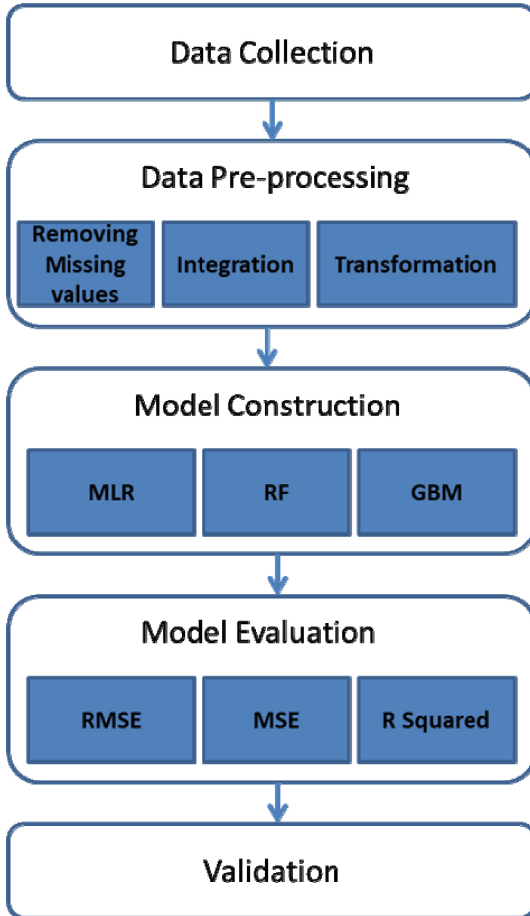 Data Collection
Data Pre-processing
Removing
Missing
values
Integration
Transformation
Model Construction
MLR
RF
GBM
Model Evaluation
RMSE
MSE
R Squared
Validation